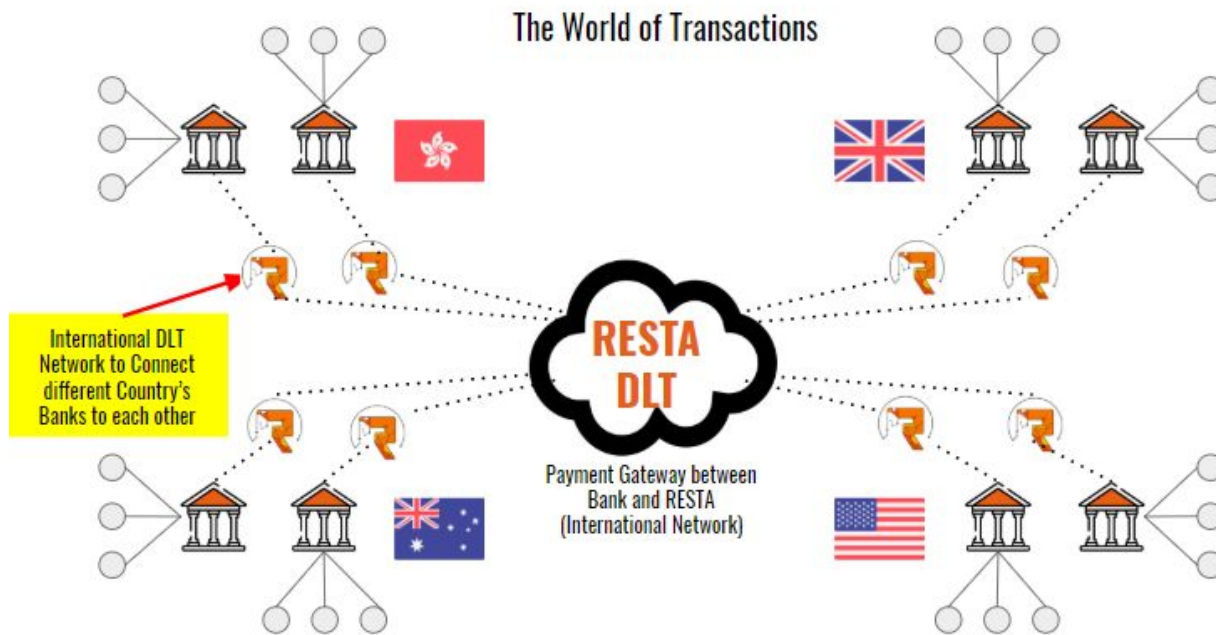 The World of Transactions
International DLT
Network to Connect
different Country's
Banks to each other
RESTA
DLT
Payment Gateway between
Bank and RESTA
(International Network)